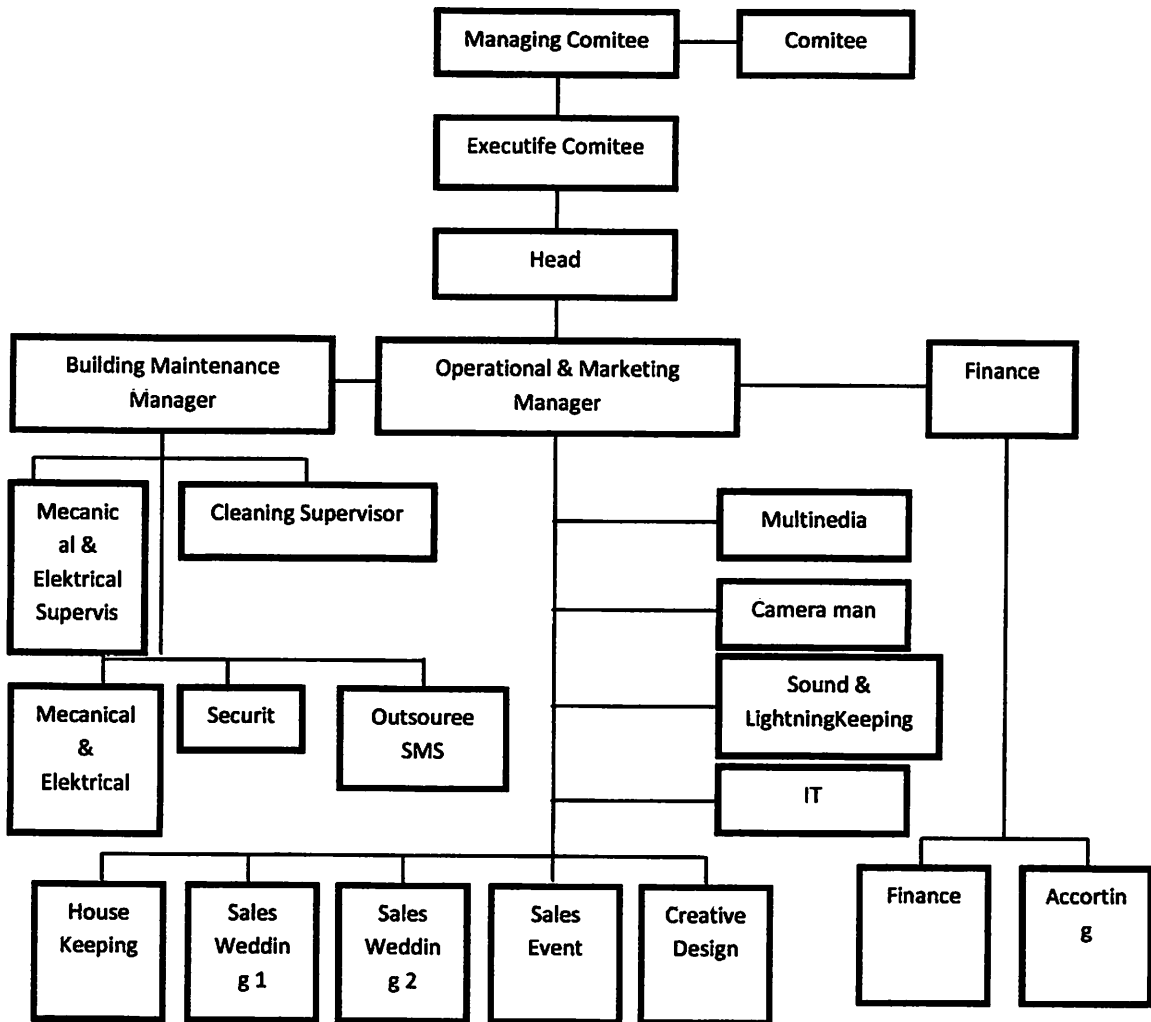 Managing Comitee
Comitee
Executife Comitee
Head
Building Maintenance
Manager
Operational & Marketing
Manager
Finance
Mecanic
al &
Elektrical
Supervis
Cleaning Supervisor
Multinedia
Camera man
Sound &
LightningKeeping
IT
Mecanical
&
Elektrical
Securit
Outsouree
SMS
House
Keeping
Sales
Weddin
g 1
Sales
Weddin
g 2
Sales
Event
Creative
Design
Finance
Accortin
g